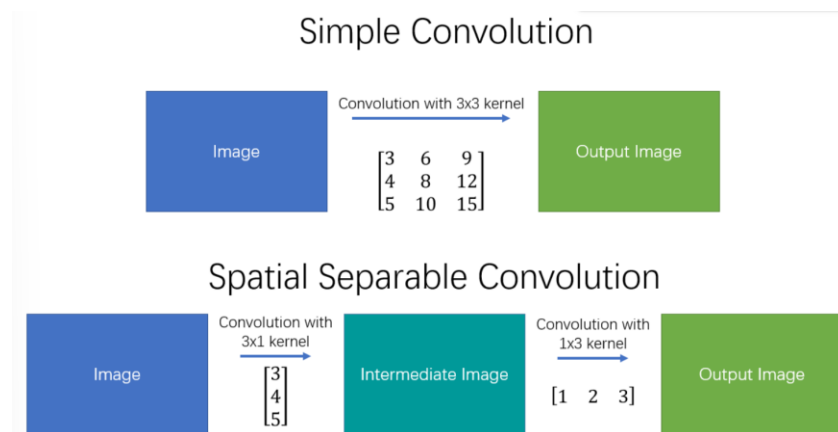 Simple Convolution
Convolution with 3x3 kernel
Image
Output Image
3 6 9
4 8 12
5 10 15
Spatial Separable Convolution
Convolution with
3x1 kernel
Convolution with
1x3 kernel
Image
3
4
5
Intermediate Image
[1 2 3]
Output Image